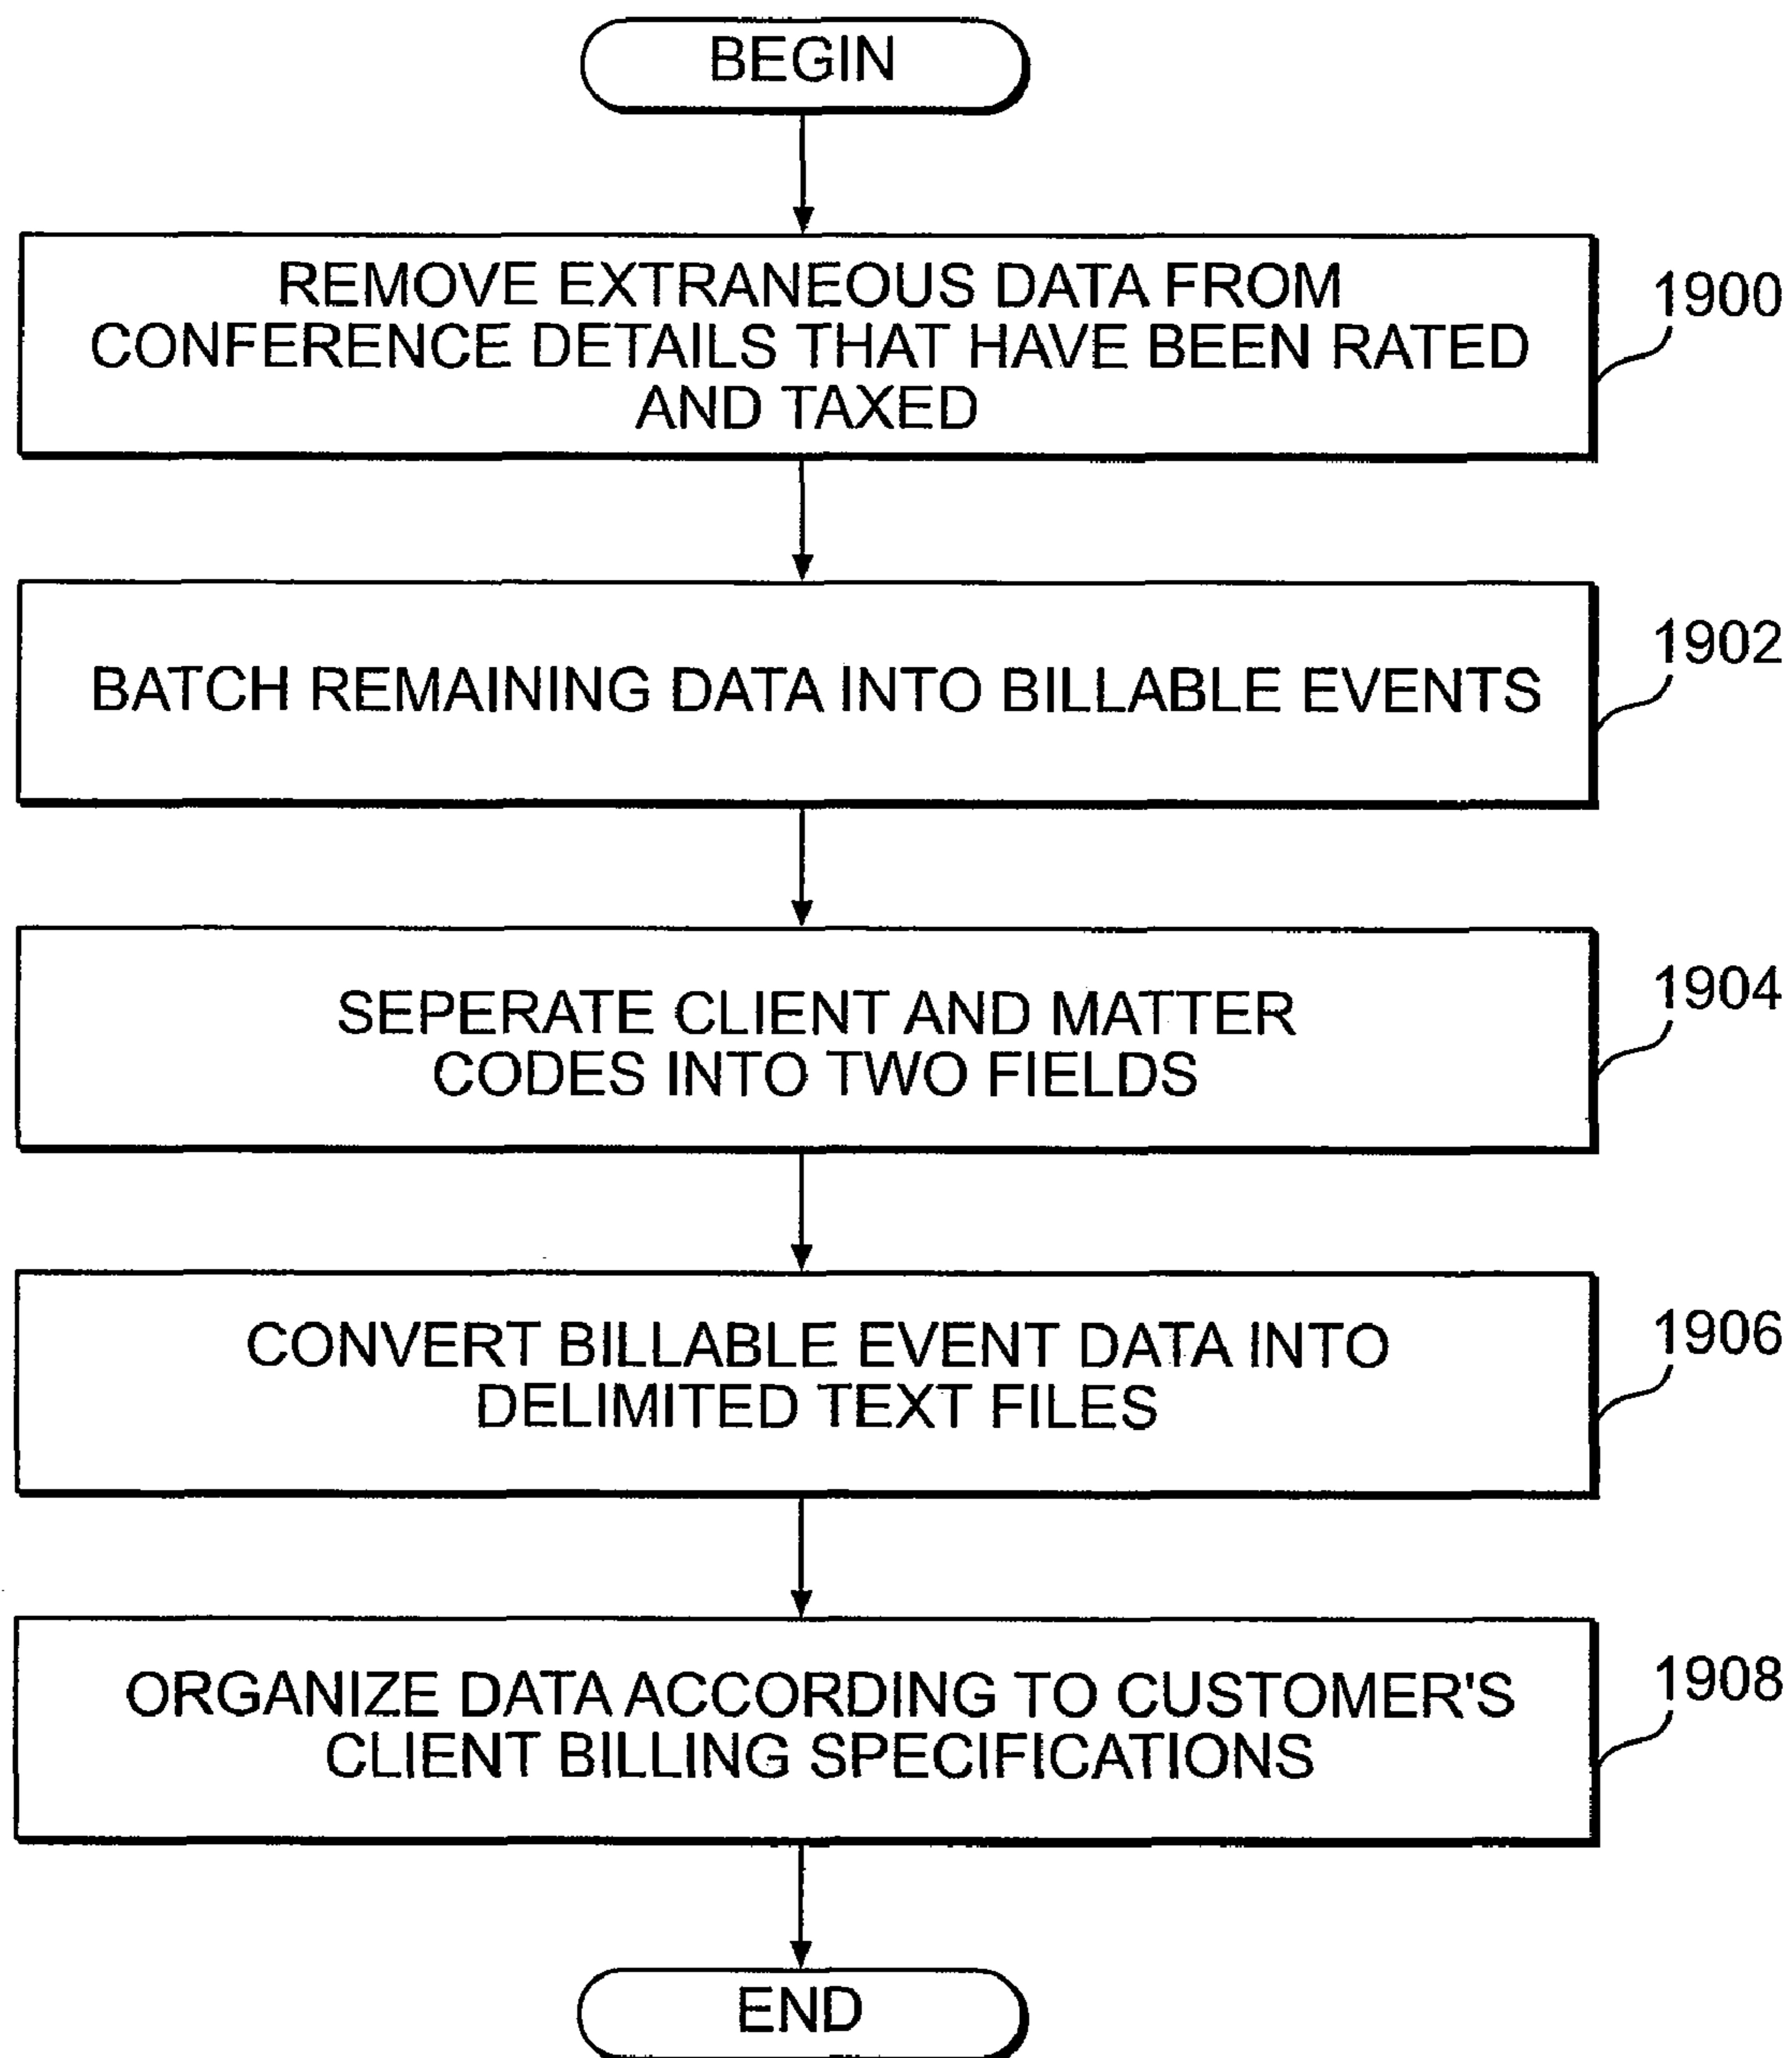 BEGIN
REMOVE EXTRANEOUS DATA FROM
CONFERENCE DETAILS THAT HAVE BEEN RATED
AND TAXED
1900
BATCH REMAINING DATA INTO BILLABLE EVENTS
1902
SEPERATE CLIENT AND MATTER
CODES INTO TWO FIELDS
1904
CONVERT BILLABLE EVENT DATA INTO
DELIMITED TEXT FILES
1906
ORGANIZE DATA ACCORDING TO CUSTOMER'S
CLIENT BILLING SPECIFICATIONS
1908
END